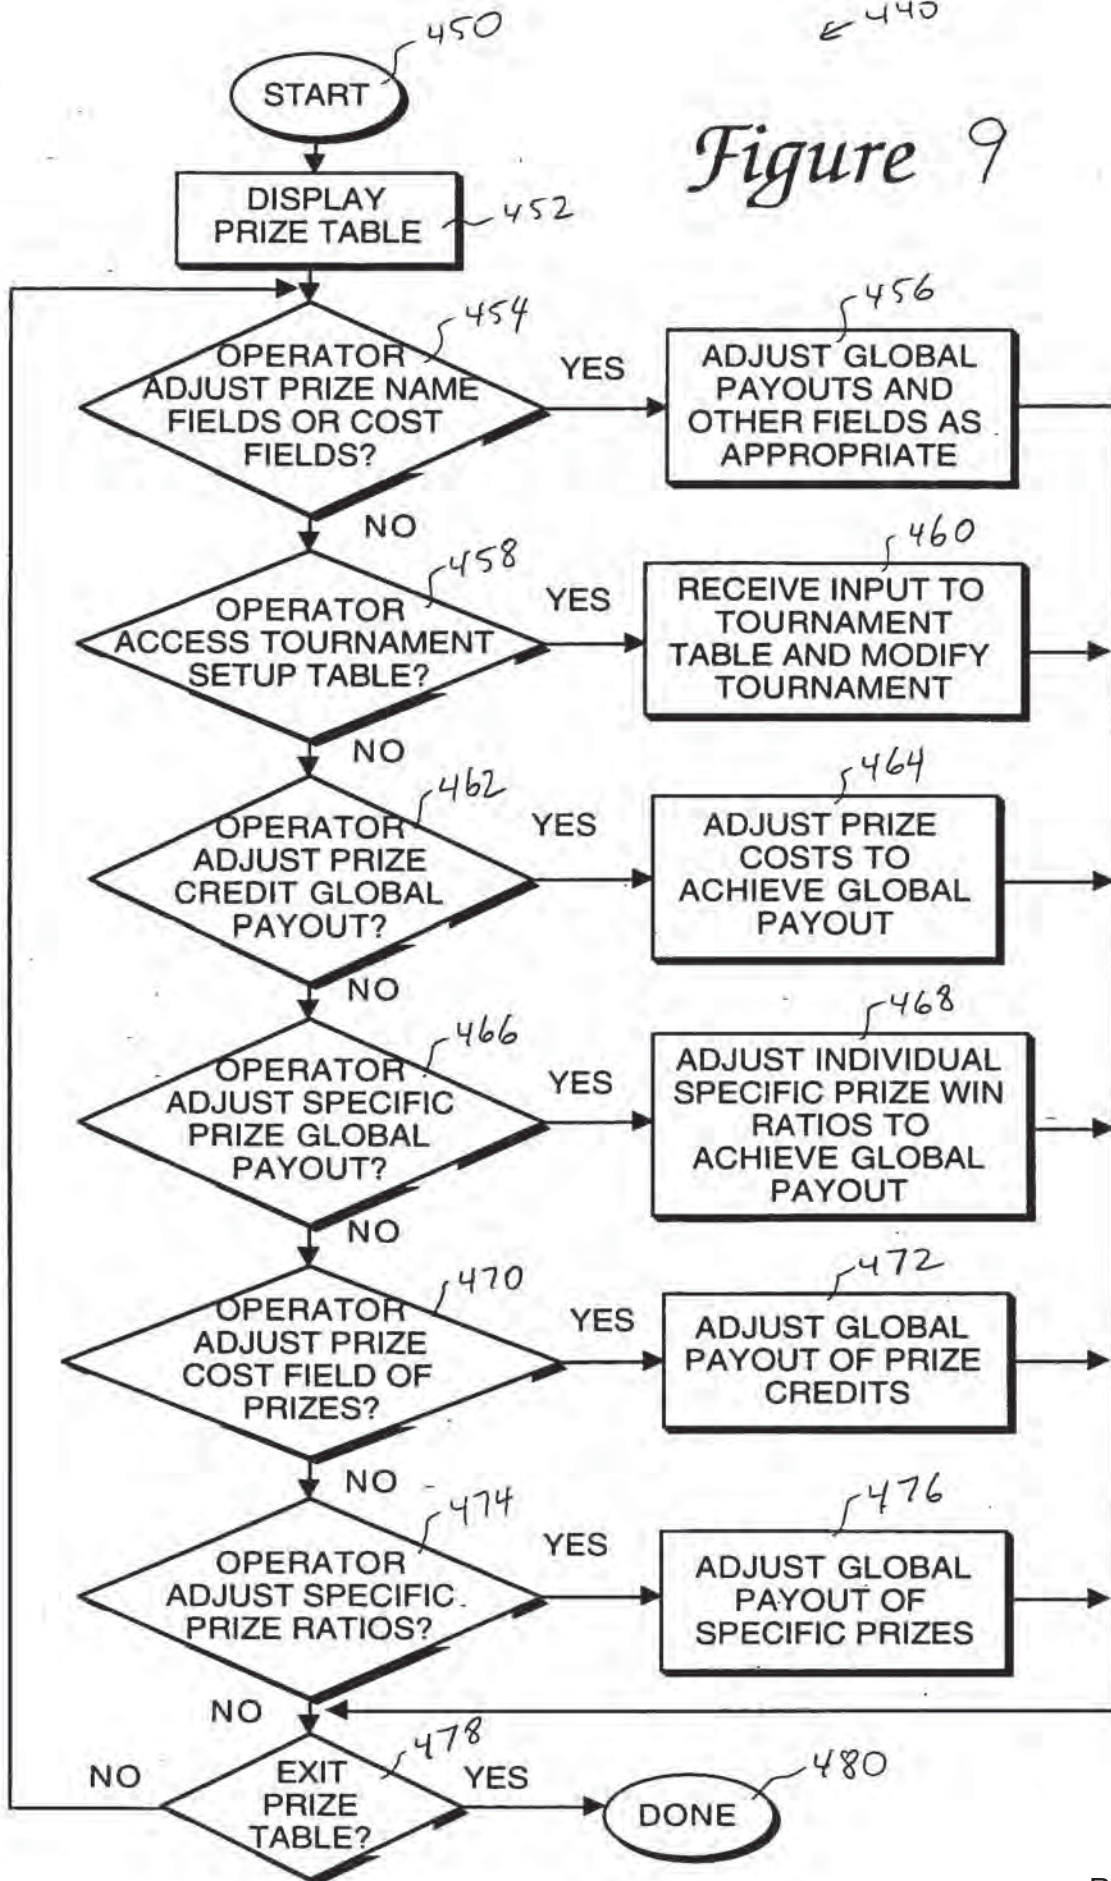 450
440
START
Figure 9
DISPLAY
PRIZE TABLE
452
454
OPERATOR
ADJUST PRIZE NAME
FIELDS OR COST
FIELDS?
YES
456
ADJUST GLOBAL
PAYOUTS AND
OTHER FIELDS AS
APPROPRIATE
NO
458
OPERATOR
ACCESS TOURNAMENT
SETUP TABLE?
YES
460
RECEIVE INPUT TO
TOURNAMENT
TABLE AND MODIFY
TOURNAMENT
NO
462
OPERATOR
ADJUST PRIZE
CREDIT GLOBAL
PAYOUT?
YES
464
ADJUST PRIZE
COSTS TO
ACHIEVE GLOBAL
PAYOUT
NO
466
OPERATOR
ADJUST SPECIFIC
PRIZE GLOBAL
PAYOUT?
YES
468
ADJUST INDIVIDUAL
SPECIFIC PRIZE WIN
RATIOS TO
ACHIEVE GLOBAL
PAYOUT
NO
470
OPERATOR
ADJUST PRIZE
COST FIELD OF
PRIZES?
YES
472
ADJUST GLOBAL
PAYOUT OF PRIZE
CREDITS
NO
474
OPERATOR
ADJUST SPECIFIC
PRIZE RATIOS?
YES
476
ADJUST GLOBAL
PAYOUT OF
SPECIFIC PRIZES
NO
478
EXIT
PRIZE
TABLE?
NO
YES
480
DONE